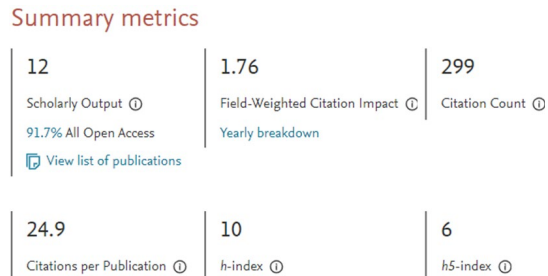 Summary metrics
12
Scholarly Output
91.7% All Open Access
View list of publications
1.76
Field-Weighted Citation Impact
Yearly breakdown
299
Citation Count
24.9
Citations per Publication
10
h-index
6
h5-index